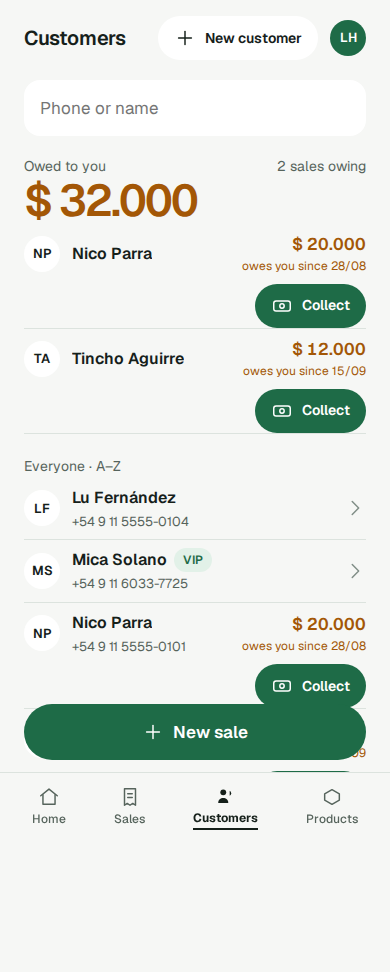 Customers
New customer
LH
Phone or name
Owed to you
2 sales owing
$ 32.000
NP
Nico Parra
$ 20.000
owes you since 28/08
Collect
TA
Tincho Aguirre
$ 12.000
owes you since 15/09
Collect
Everyone · A–Z
LF
Lu Fernández
+54 9 11 5555-0104
MS
Mica Solano
VIP
+54 9 11 6033-7725
NP
Nico Parra
+54 9 11 5555-0101
$ 20.000
owes you since 28/08
Collect
New sale
Home
Sales
Customers
Products